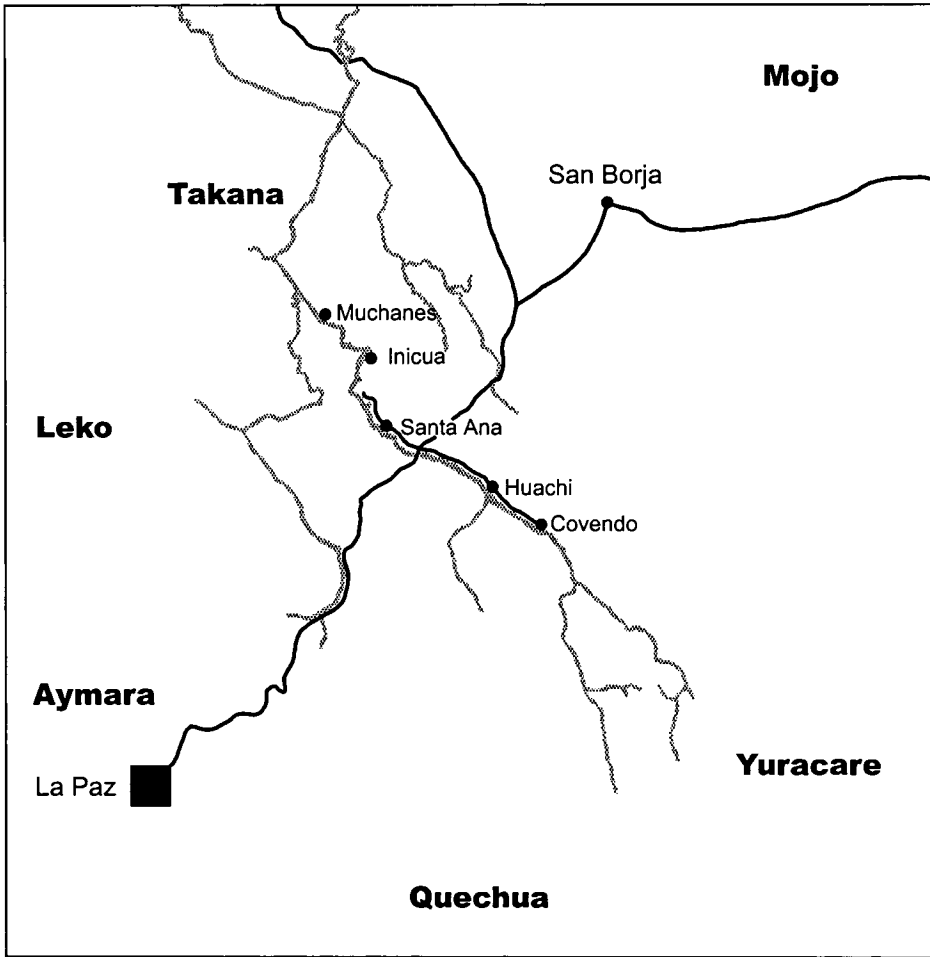 Mojo
San Borja
Takana
Muchanes
Inicua
Leko
Santa Ana
Huachi
Covendo
Aymara
Yuracare
La Paz
Quechua